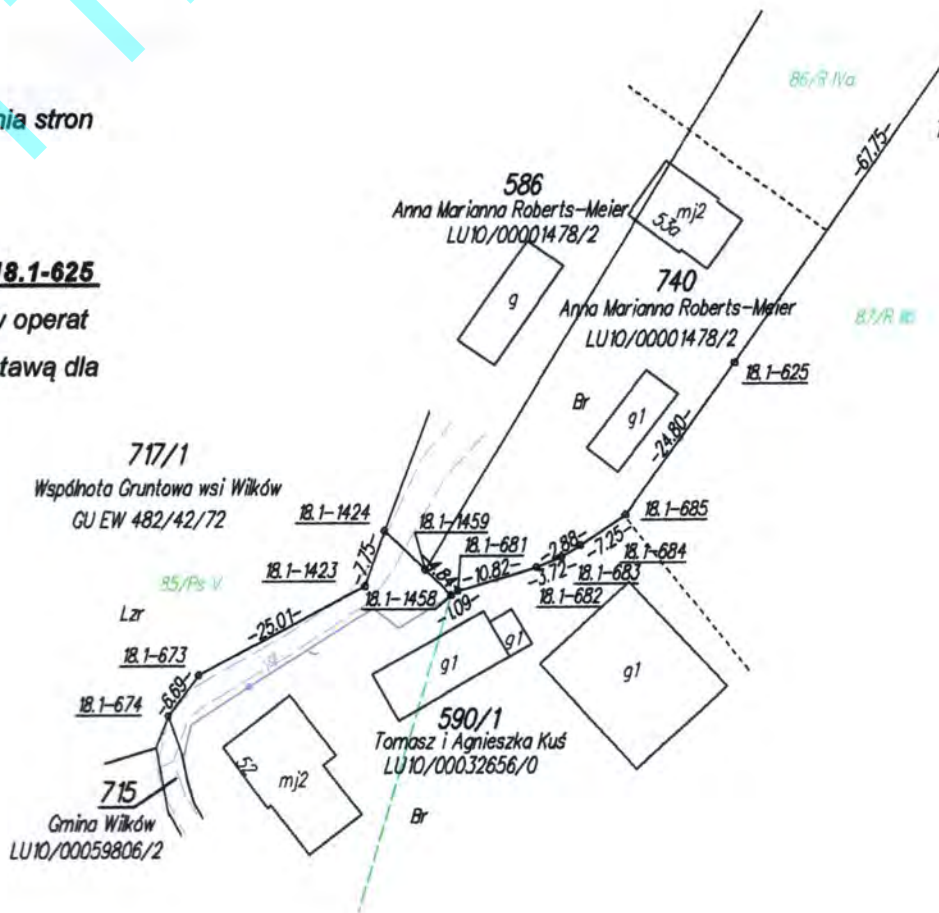 nia stron
18.1-625
operat
tawą dla
86/R IVa
-67.75-
586
Anna Marianna Roberts-Meier
LU10/00001478/2
mj2
53a
g
740
Anna Marianna Roberts-Meier
LU10/00001478/2
87/R
18.1-625
Br
g1
-24.80-
717/1
Wspólnota Gruntowa wsi Wilków
GU EW 482/42/72
18.1-1424
18.1-1459
18.1-685
-7.75-
18.1-681
-2.88-
-7.25-
18.1-684
18.1-1423
-10.82-
-3.72-
18.1-683
85/Ps V
18.1-1458
-1.09-
18.1-682
Lzr
-25.01-
18.1-673
g1
g1
g1
18.1-674
-6.69-
590/1
Tomasz i Agnieszka Kuś
LU10/00032656/0
52
mj2
715
Br
Gmina Wilków
LU10/00059806/2